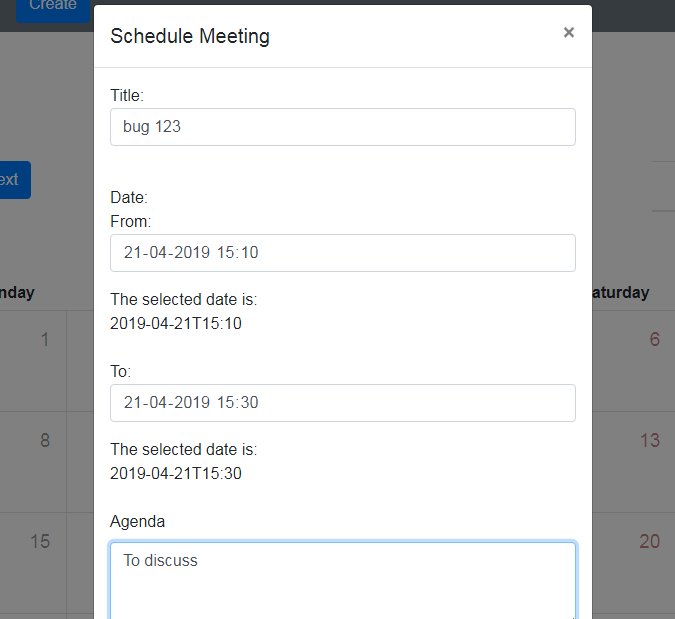 Create
Schedule Meeting ×
Title:
bug 123
ext
Date:
From:
21-04-2019 15:10
nday
aturday
The selected date is:
2019-04-21T15:10
1
6
To:
21-04-2019 15:30
8
13
The selected date is:
2019-04-21T15:30
Agenda
15
20
To discuss